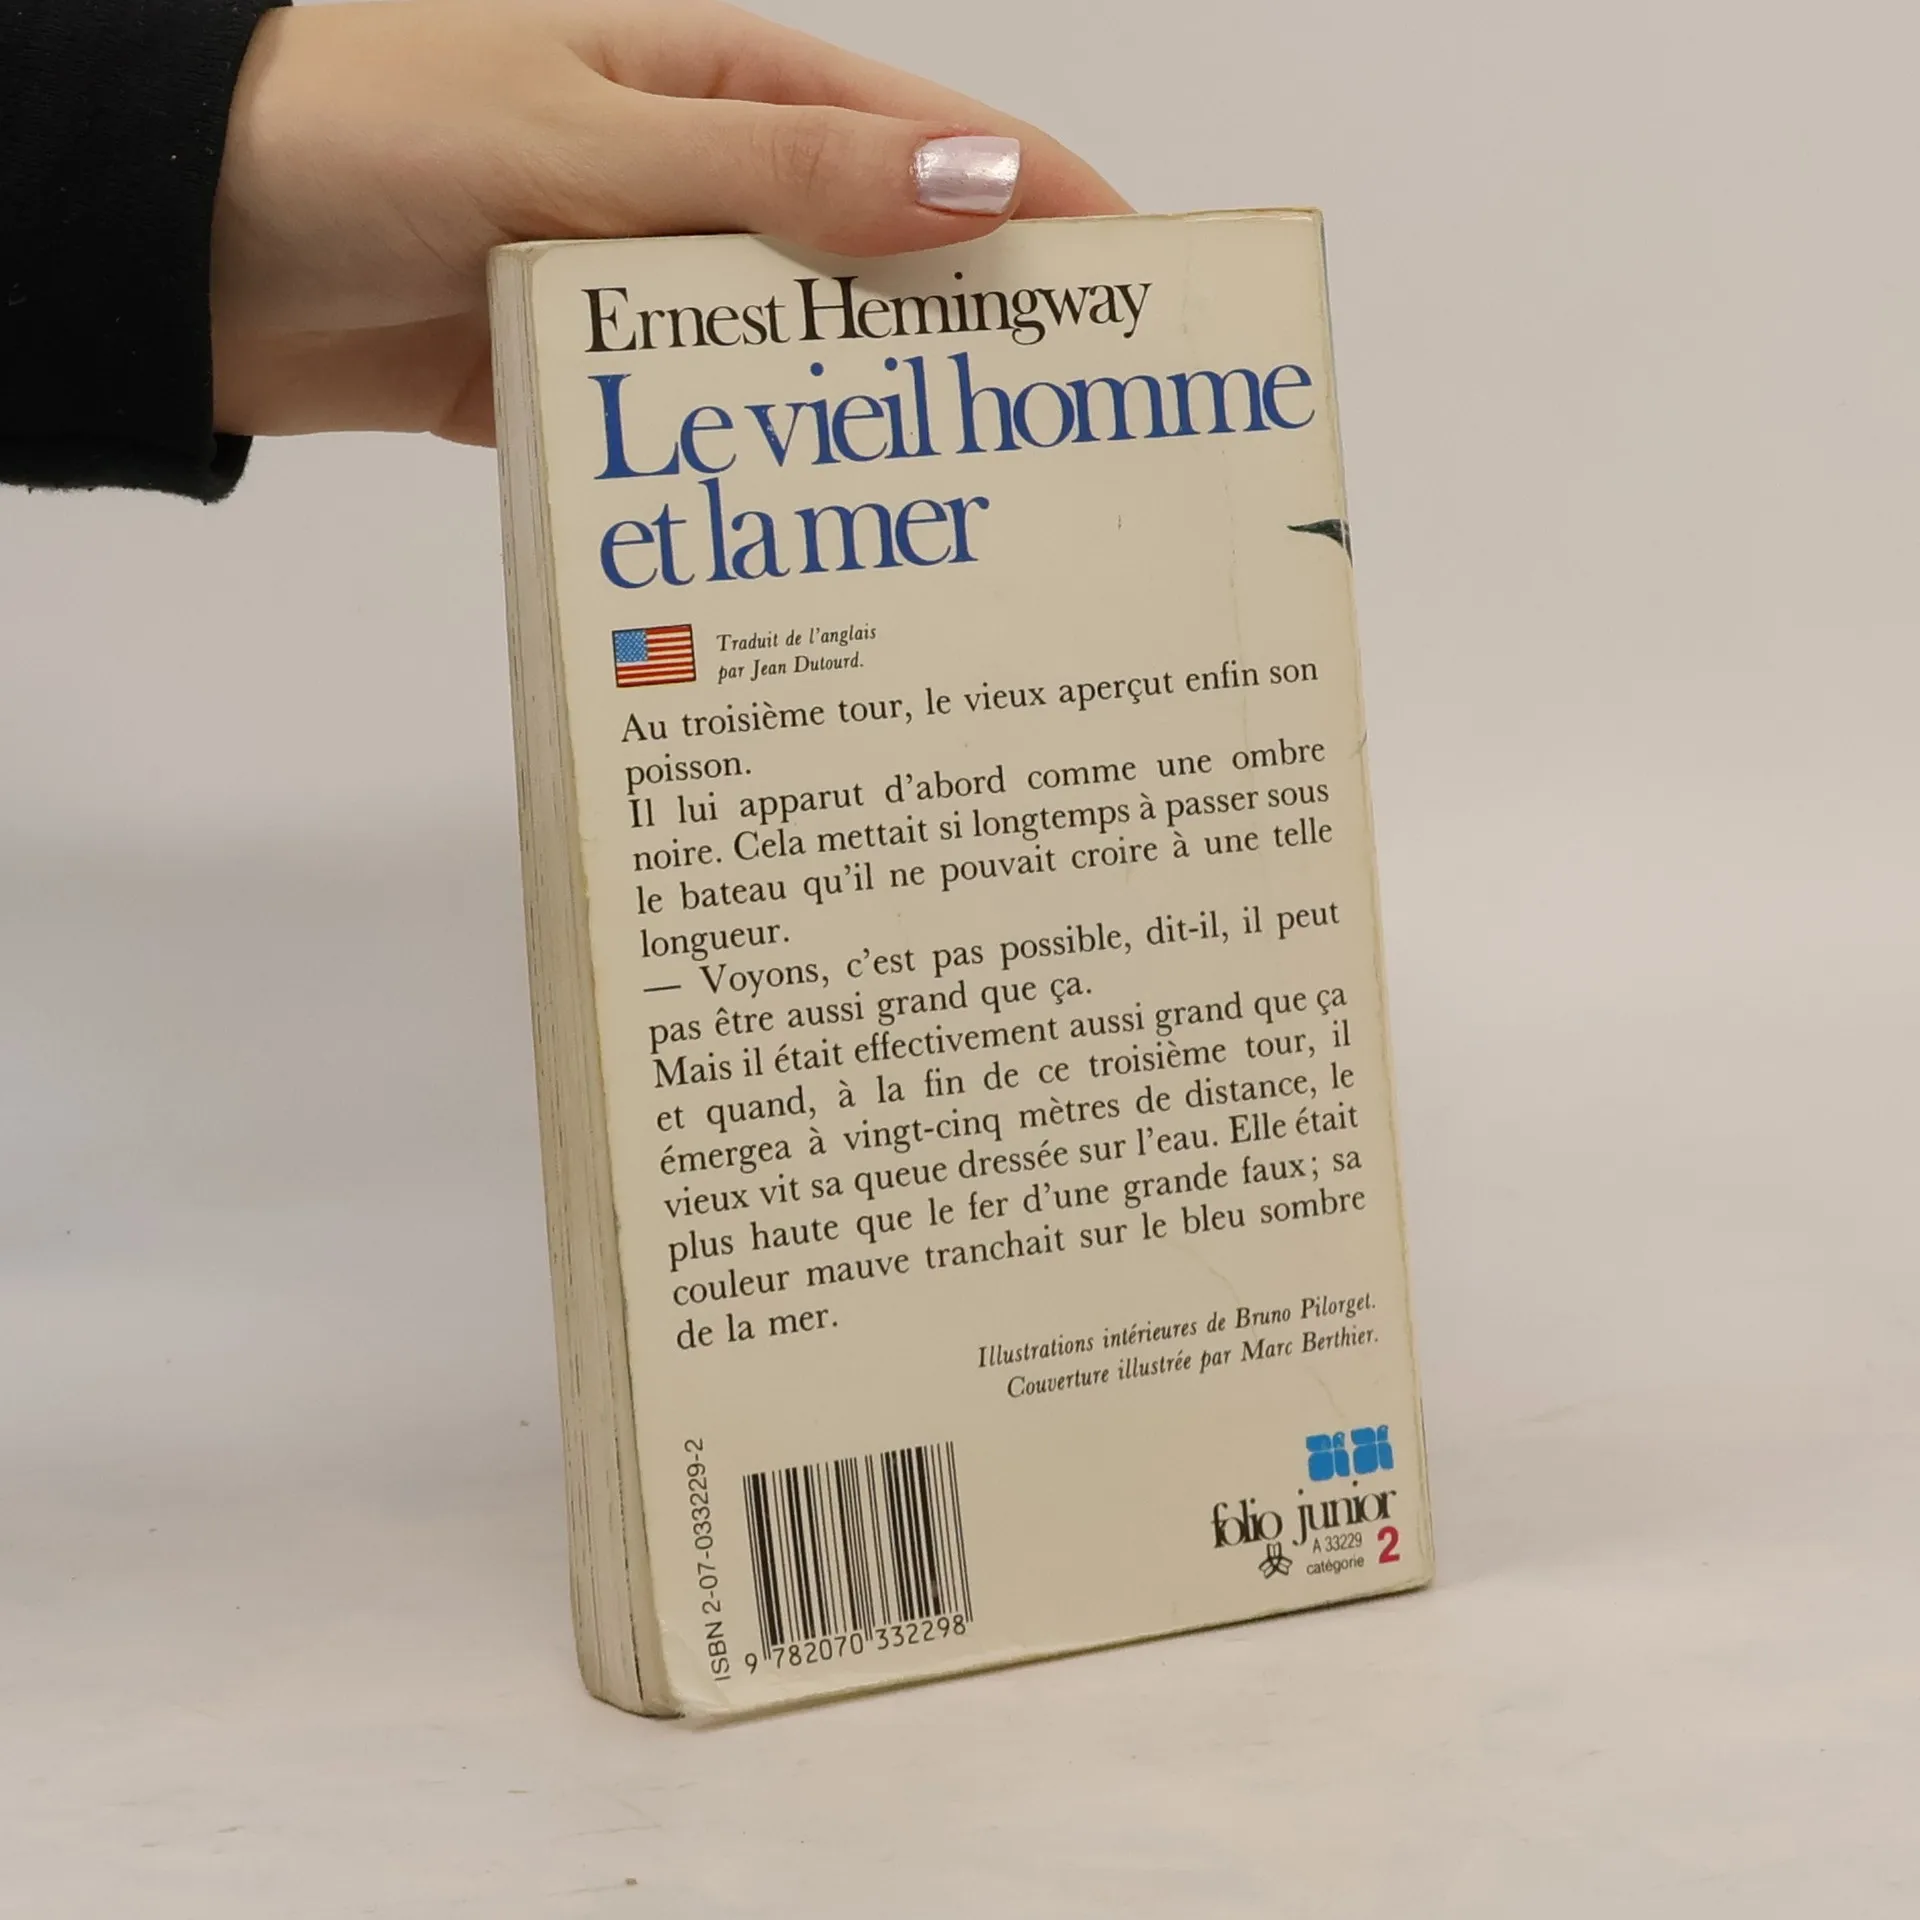 Ernest Hemingway
Le vieil homme
et la mer
Traduit de l'anglais
par Jean Dutourd.
Au troisième tour, le vieux aperçut enfin son
poisson.
Il lui apparut d'abord comme une ombre
noire. Cela mettait si longtemps à passer sous
le bateau qu'il ne pouvait croire à une telle
longueur.
— Voyons, c'est pas possible, dit-il, il peut
pas être aussi grand que ça.
Mais il était effectivement aussi grand que ça
et quand, à la fin de ce troisième tour, il
émergea à vingt-cinq mètres de distance, le
vieux vit sa queue dressée sur l'eau. Elle était
plus haute que le fer d'une grande faux; sa
couleur mauve tranchait sur le bleu sombre
de la mer.
Illustrations intérieures de Bruno Pilorget.
Couverture illustrée par Marc Berthier.
ISBN 2-07-033229-2
9 782070 332298
folio junior
A 33229
catégorie 2